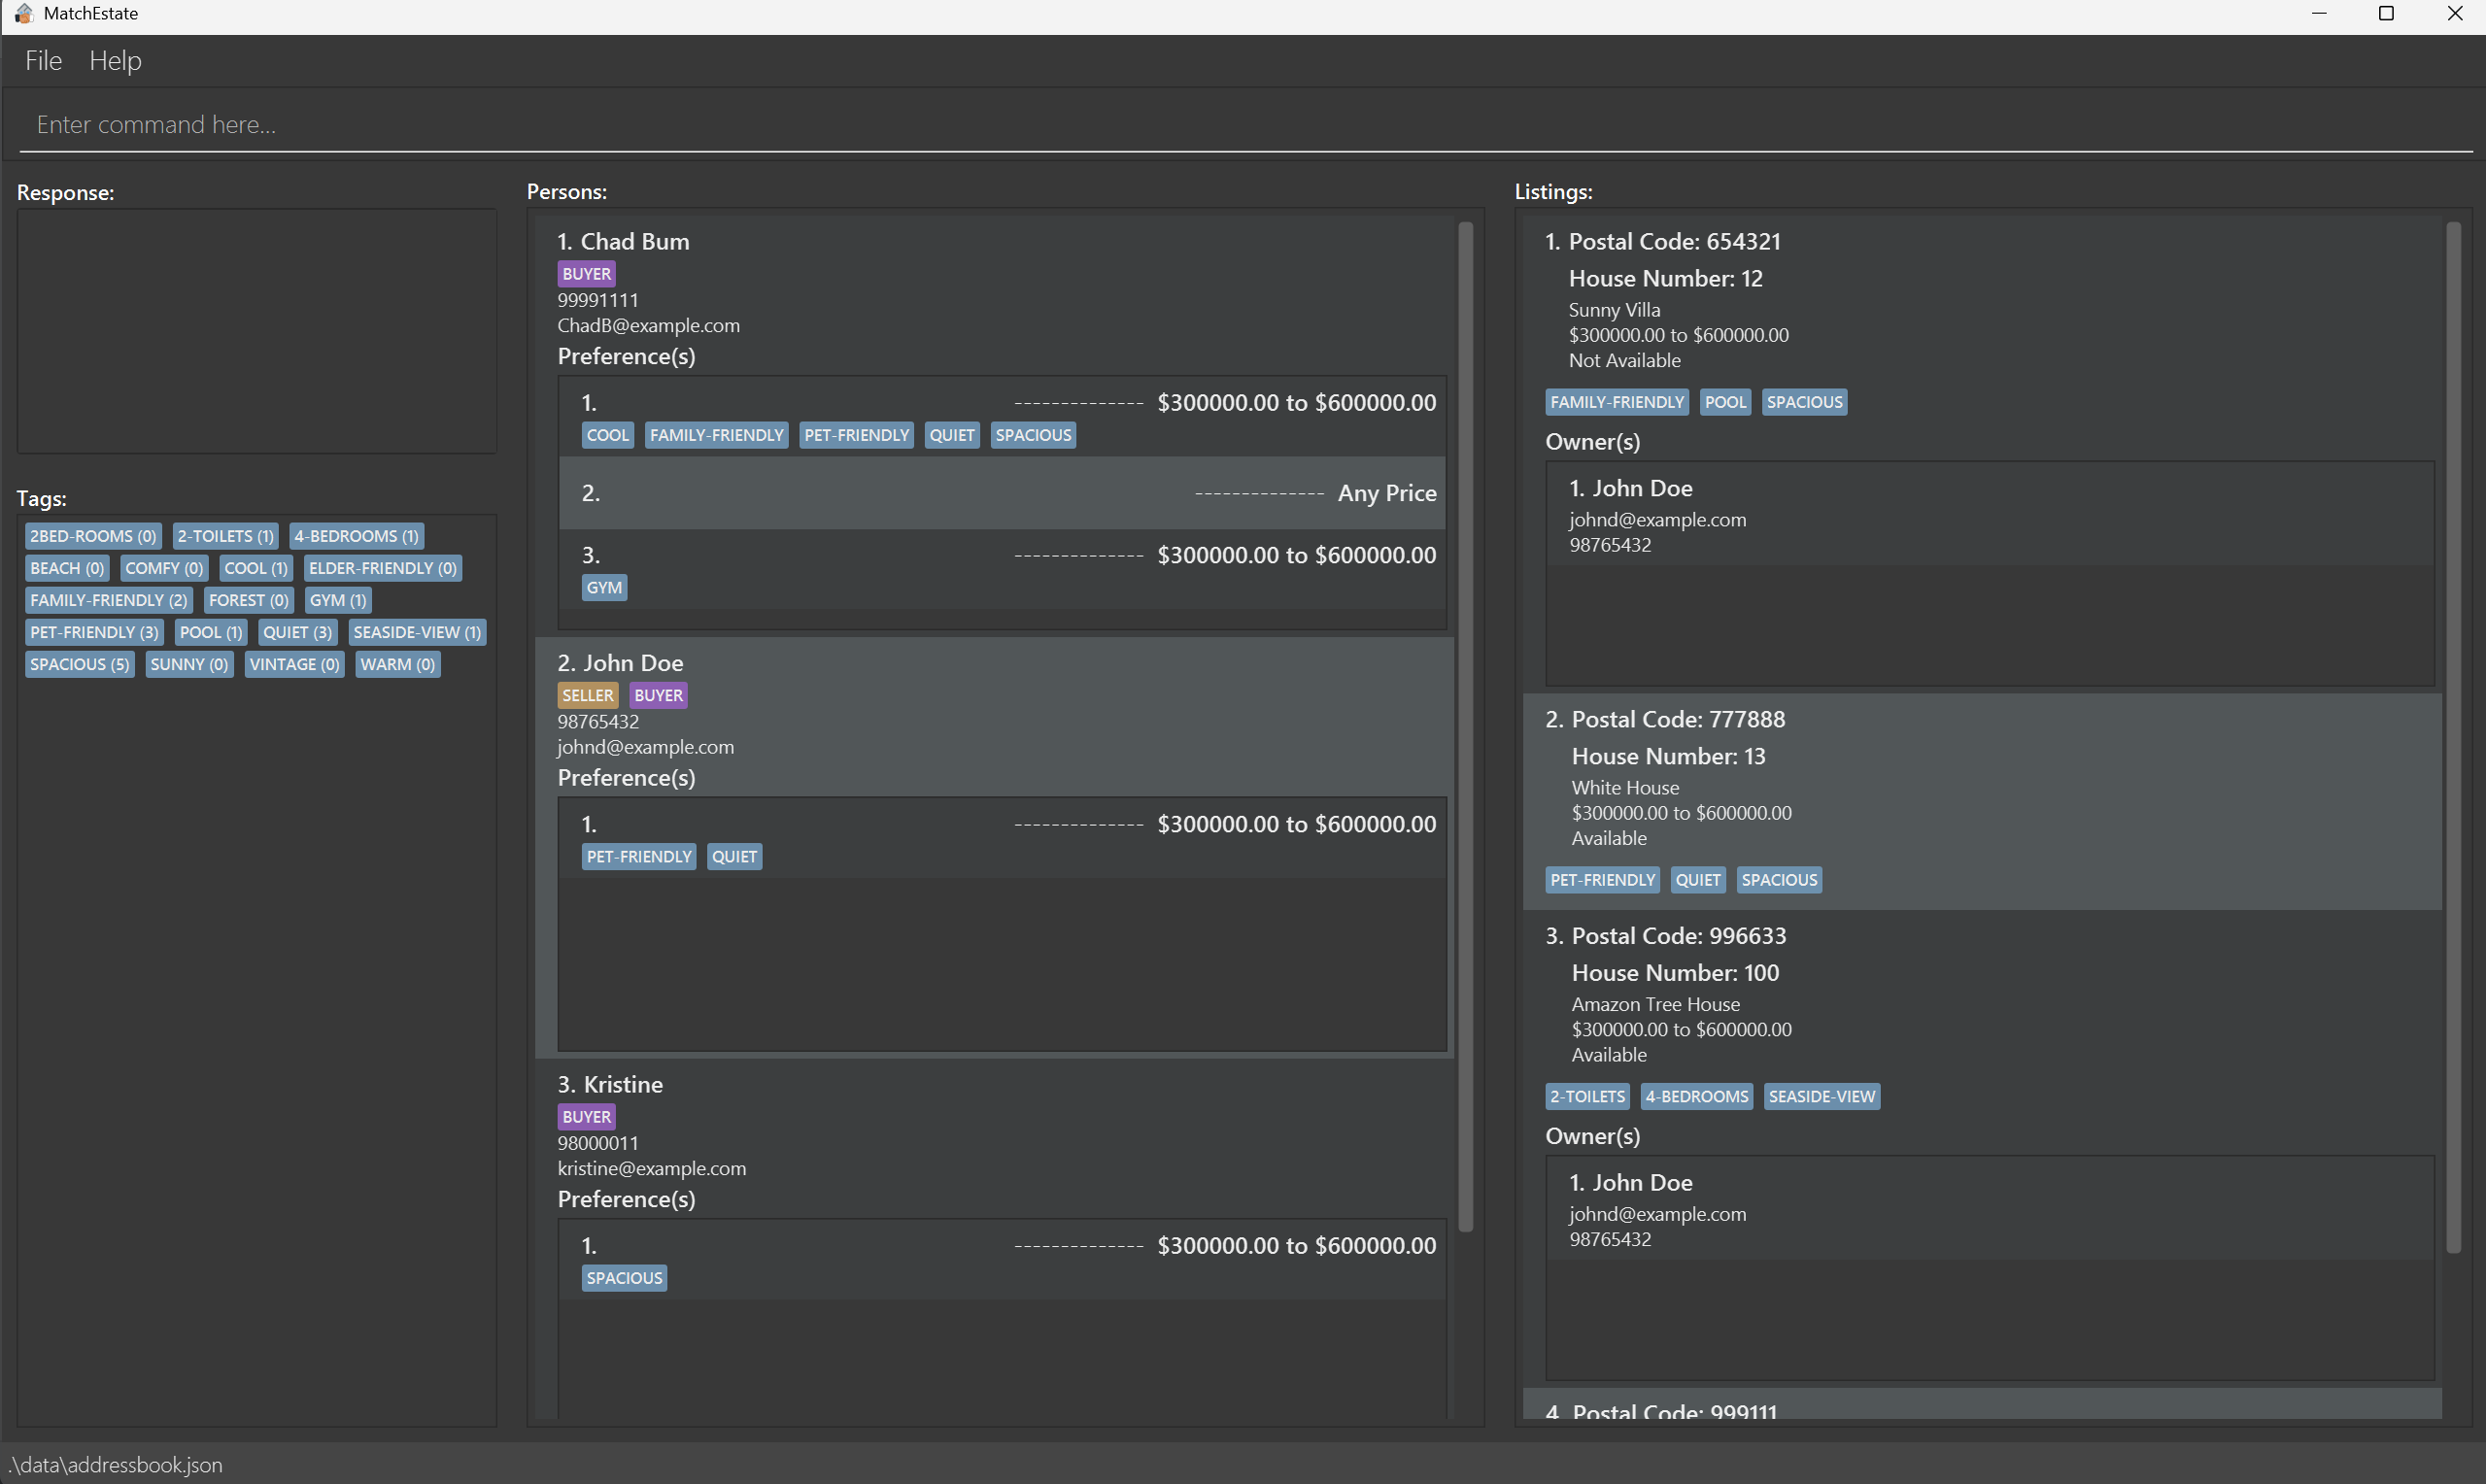 MatchEstate
File Help
Enter command here...
Response:
Tags:
2BED-ROOMS (0) 2-TOILETS (1) 4-BEDROOMS (1)
BEACH (0) COMFY (0) COOL (1) ELDER-FRIENDLY (0)
FAMILY-FRIENDLY (2) FOREST (0) GYM (1)
PET-FRIENDLY (3) POOL (1) QUIET (3) SEASIDE-VIEW (1)
SPACIOUS (5) SUNNY (0) VINTAGE (0) WARM (0)
Persons:
1. Chad Bum
BUYER
99991111
ChadB@example.com
Preference(s)
1. -------------- $300000.00 to $600000.00
COOL FAMILY-FRIENDLY PET-FRIENDLY QUIET SPACIOUS
2. -------------- Any Price
3. -------------- $300000.00 to $600000.00
GYM
2. John Doe
SELLER BUYER
98765432
johnd@example.com
Preference(s)
1. -------------- $300000.00 to $600000.00
PET-FRIENDLY QUIET
3. Kristine
BUYER
98000011
kristine@example.com
Preference(s)
1. -------------- $300000.00 to $600000.00
SPACIOUS
Listings:
1. Postal Code: 654321
House Number: 12
Sunny Villa
$300000.00 to $600000.00
Not Available
FAMILY-FRIENDLY POOL SPACIOUS
Owner(s)
1. John Doe
johnd@example.com
98765432
2. Postal Code: 777888
House Number: 13
White House
$300000.00 to $600000.00
Available
PET-FRIENDLY QUIET SPACIOUS
3. Postal Code: 996633
House Number: 100
Amazon Tree House
$300000.00 to $600000.00
Available
2-TOILETS 4-BEDROOMS SEASIDE-VIEW
Owner(s)
1. John Doe
johnd@example.com
98765432
4. Postal Code: 999111
.\data\addressbook.json